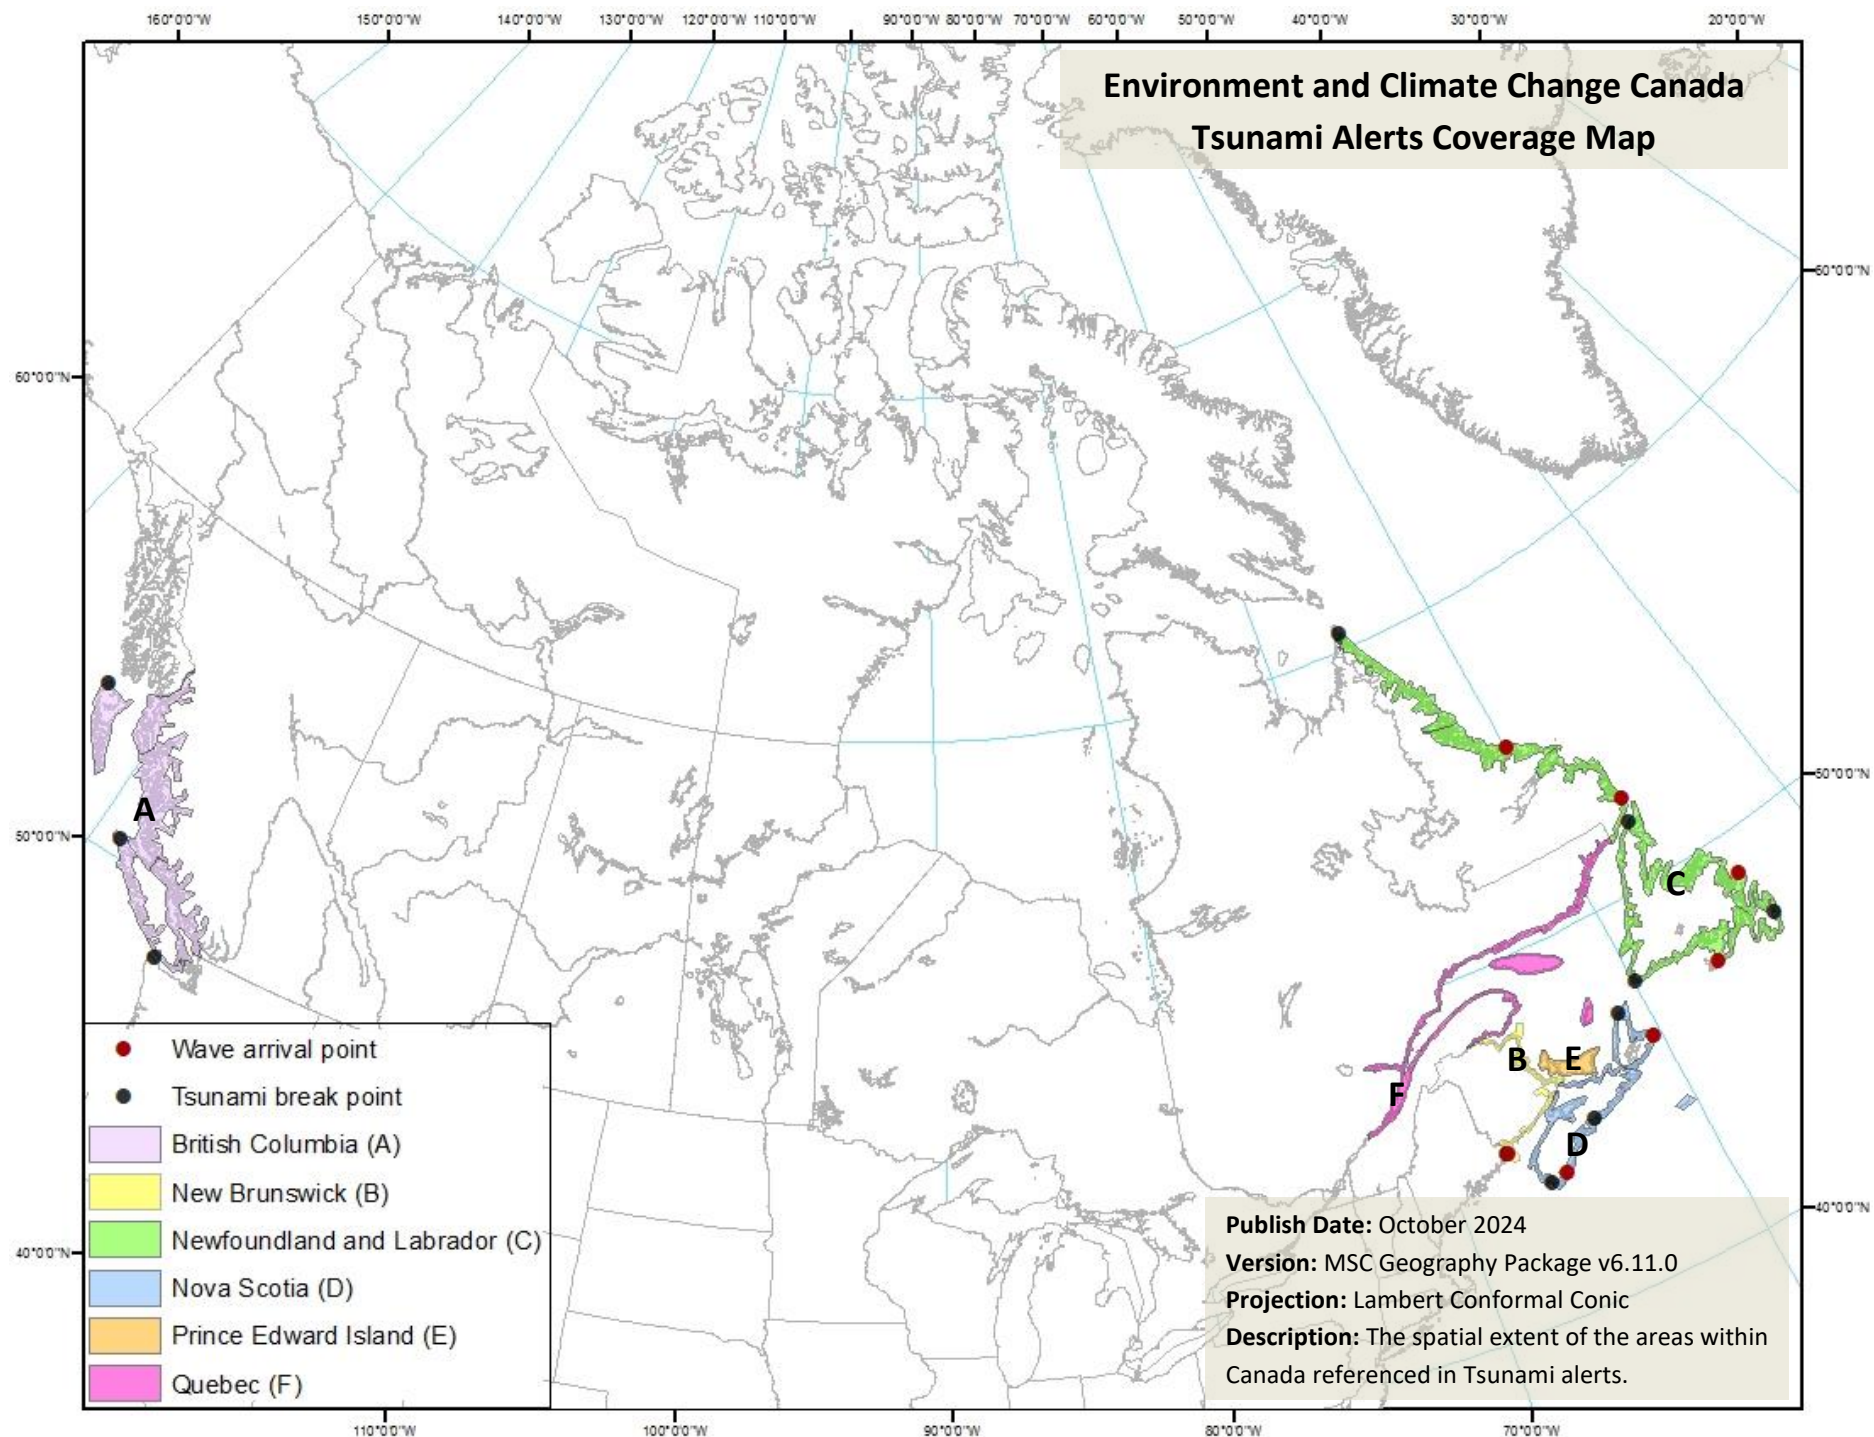 160°0'0"W 150°0'0"W 140°0'0"W 130°0'0"W 120°0'0"W 110°0'0"W 90°0'0"W 80°0'0"W 70°0'0"W 60°0'0"W 50°0'0"W 40°0'0"W 30°0'0"W 20°0'0"W
Environment and Climate Change Canada
Tsunami Alerts Coverage Map
60°0'0"N
60°0'0"N
50°0'0"N
A
50°0'0"N
C
B
E
F
D
Wave arrival point
Tsunami break point
British Columbia (A)
New Brunswick (B)
Newfoundland and Labrador (C)
Nova Scotia (D)
Prince Edward Island (E)
Quebec (F)
40°0'0"N
40°0'0"N
Publish Date: October 2024
Version: MSC Geography Package v6.11.0
Projection: Lambert Conformal Conic
Description: The spatial extent of the areas within
Canada referenced in Tsunami alerts.
110°0'0"W 100°0'0"W 90°0'0"W 80°0'0"W 70°0'0"W